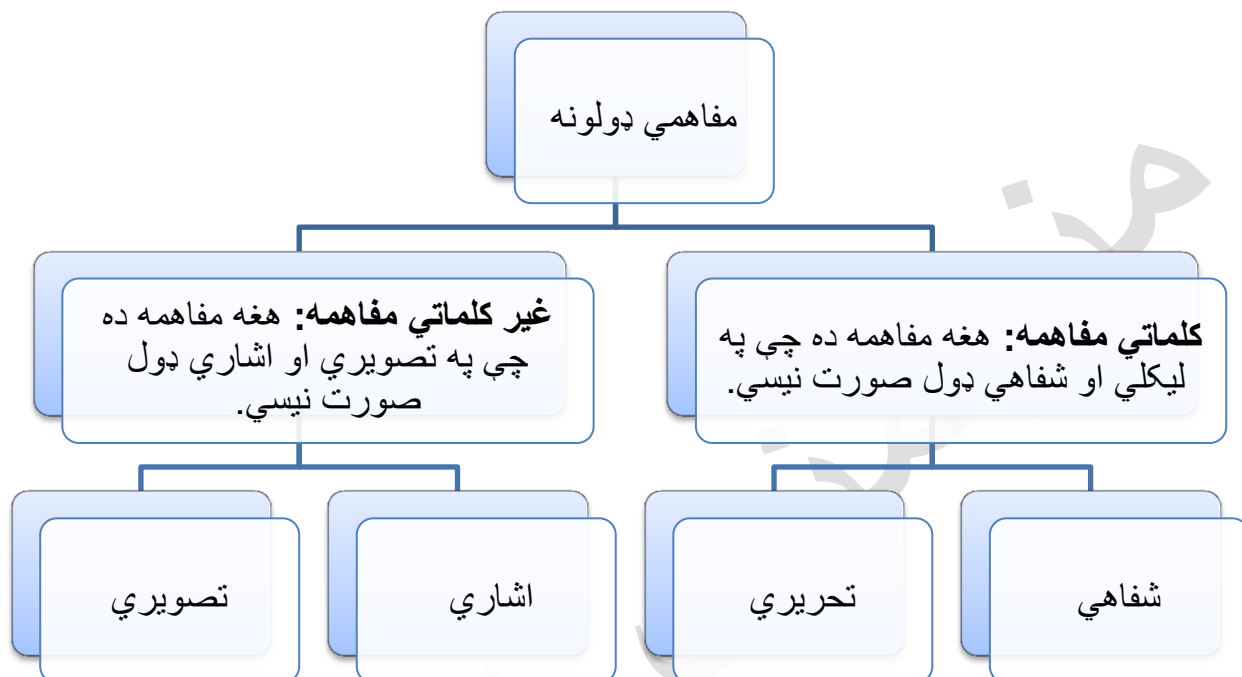 مفاهمي ډولونه
کلماتي مفاهمه: هغه مفاهمه ده چې په
ليکلي او شفاهي ډول صورت نيسي.
غير کلماتي مفاهمه: هغه مفاهمه ده
چې په تصويري او اشاري ډول
صورت نيسي.
شفاهي
تحريري
اشاري
تصويري